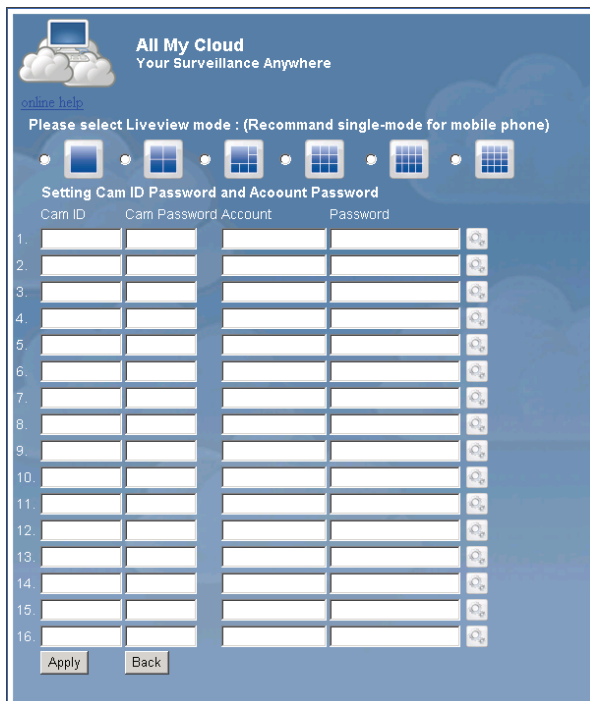 All My Cloud
Your Surveillance Anywhere
online help
Please select Liveview mode : (Recommand single-mode for mobile phone)
Setting Cam ID Password and Acoount Password
Cam ID Cam Password Account Password
1.
2.
3.
4.
5.
6.
7.
8.
9.
10.
11.
12.
13.
14.
15.
16.
Apply Back